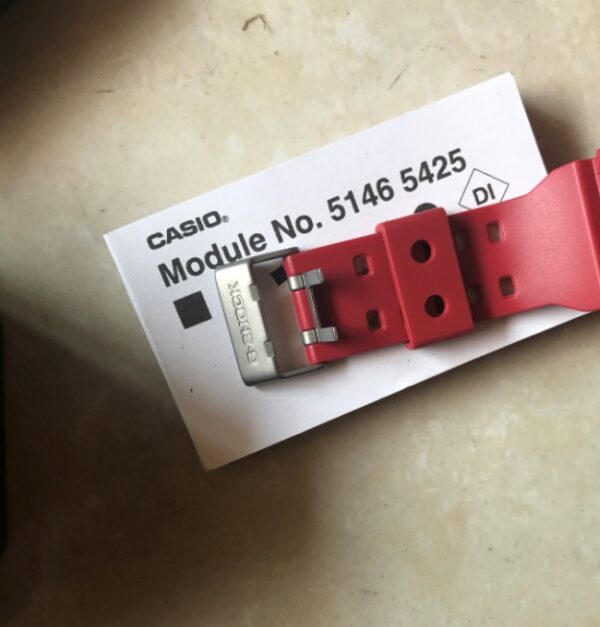 CASIO®
Module No. 5146 5425
DI
G-SHOCK